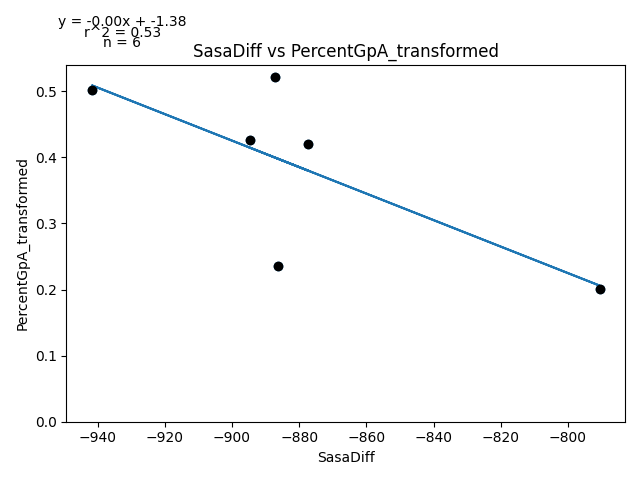 y = -0.00x + -1.38
r^2 = 0.53
n = 6
SasaDiff vs PercentGpA_transformed
0.5
0.4
0.3
0.2
0.1
0.0
PercentGpA_transformed
−940 −920 −900 −880 −860 −840 −820 −800
SasaDiff